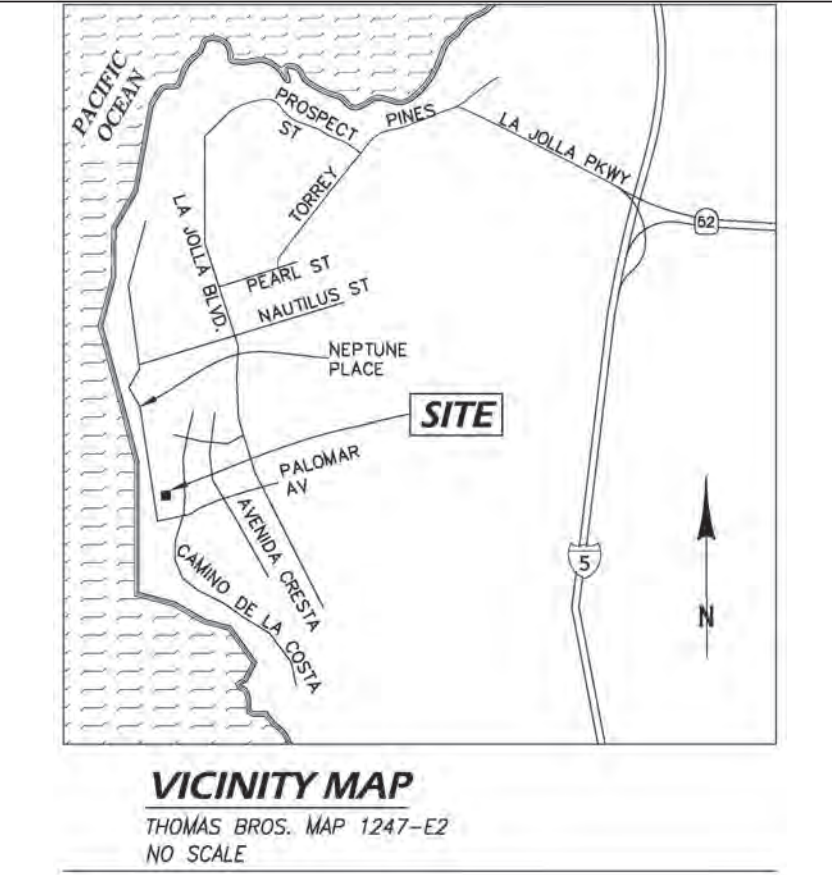 PACIFIC
OCEAN
PROSPECT
ST
PINES
LA JOLLA PKWY
52
TORREY
LA JOLLA BLVD.
PEARL ST
NAUTILUS ST
NEPTUNE
PLACE
SITE
PALOMAR
AV
AVENIDA CRESTA
CAMINO DE LA COSTA
5
N
VICINITY MAP
THOMAS BROS. MAP 1247-E2
NO SCALE